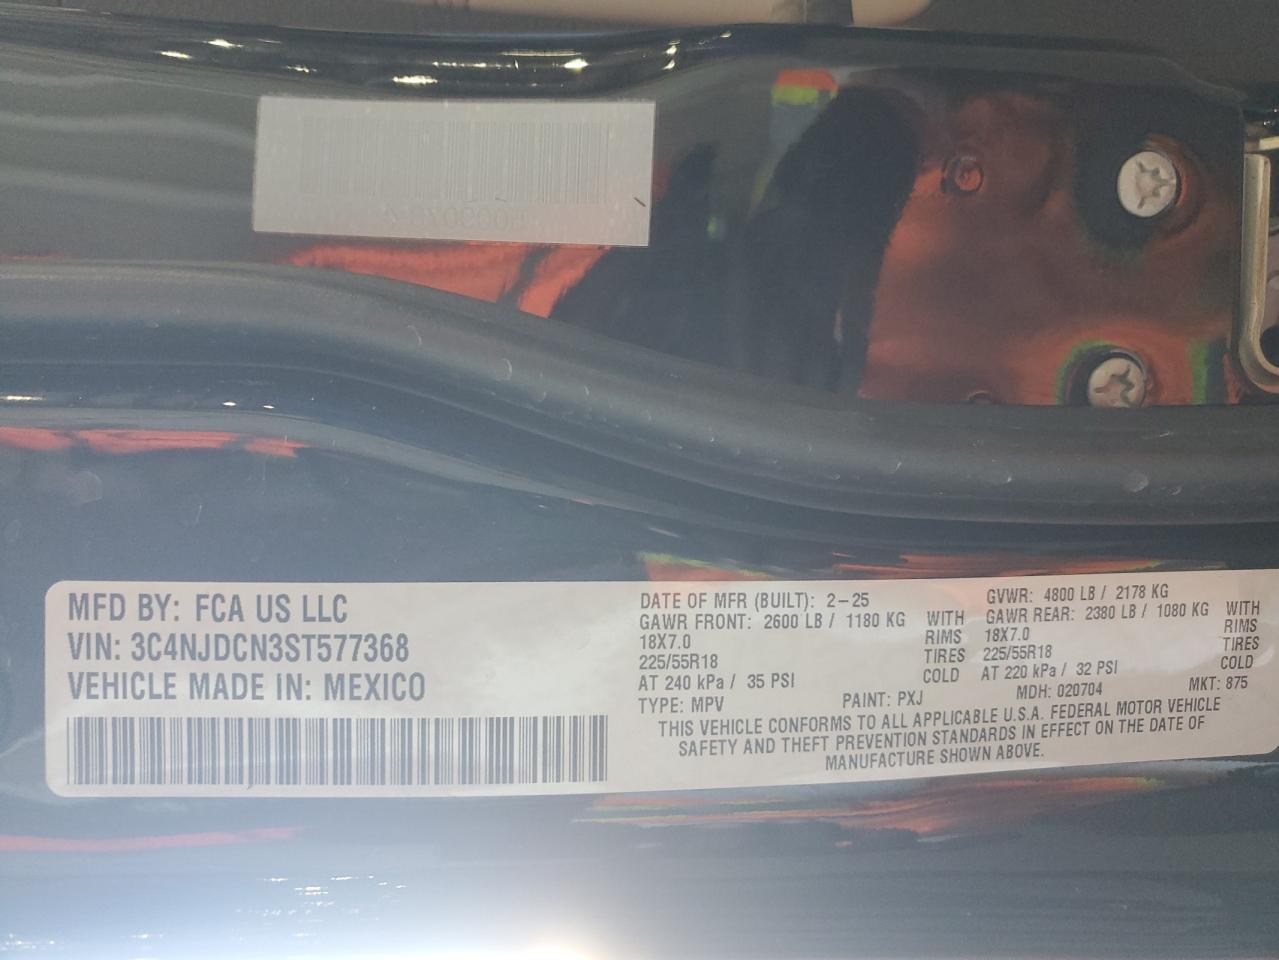 MFD BY: FCA US LLC
VIN: 3C4NJDCN3ST577368
VEHICLE MADE IN: MEXICO
DATE OF MFR (BUILT): 2-25
GAWR FRONT: 2600 LB / 1180 KG WITH
18X7.0 RIMS
225/55R18 TIRES
AT 240 kPa / 35 PSI COLD
TYPE: MPV PAINT: PXJ
GVWR: 4800 LB / 2178 KG
GAWR REAR: 2380 LB / 1080 KG WITH
18X7.0 RIMS
225/55R18 TIRES
AT 220 kPa / 32 PSI COLD
MDH: 020704 MKT: 875
THIS VEHICLE CONFORMS TO ALL APPLICABLE U.S.A. FEDERAL MOTOR VEHICLE
SAFETY AND THEFT PREVENTION STANDARDS IN EFFECT ON THE DATE OF
MANUFACTURE SHOWN ABOVE.